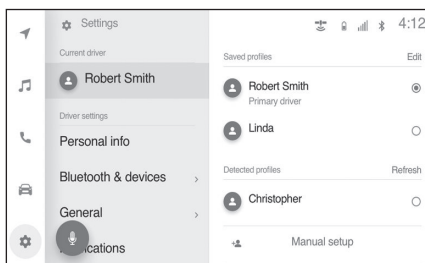 Settings
4:12
Current driver
Robert Smith
Driver settings
Personal info
Bluetooth & devices
General
ications
Saved profiles
Edit
Robert Smith
Primary driver
Linda
Detected profiles
Refresh
Christopher
Manual setup